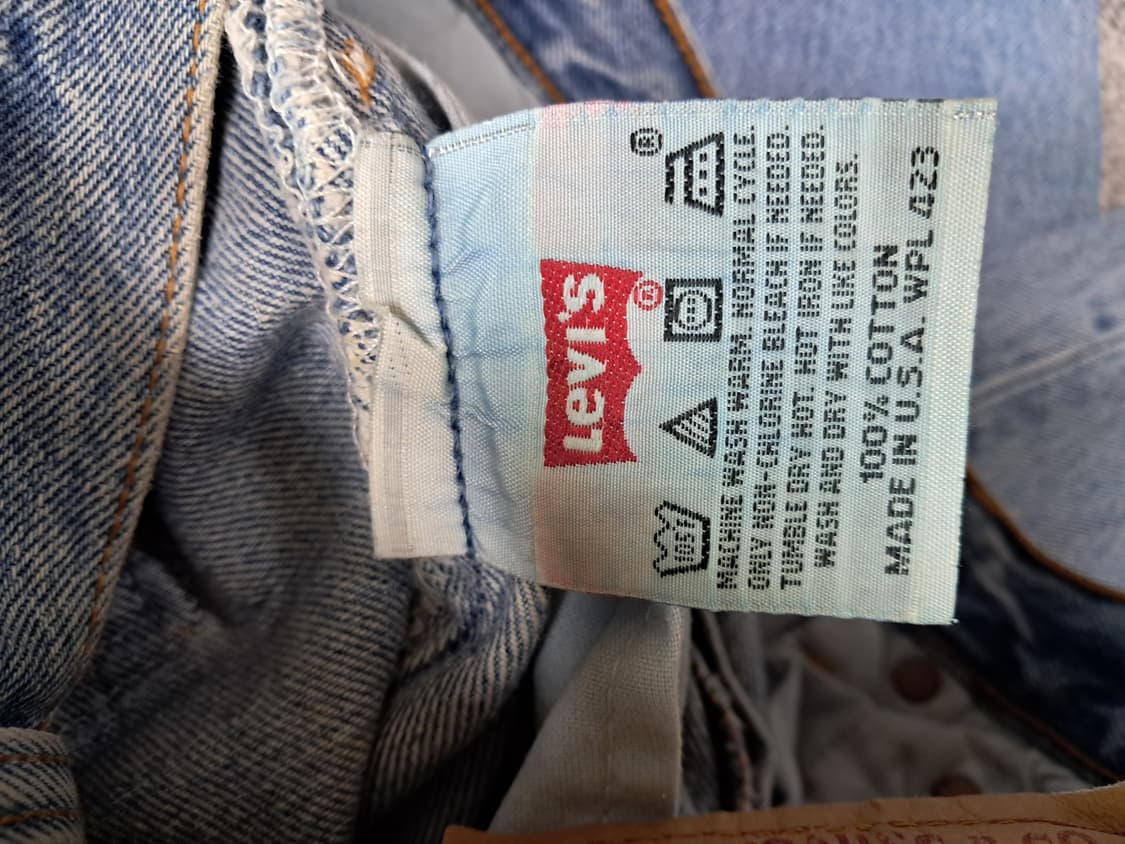 Levi's®
®
MACHINE WASH WARM. NORMAL CYCLE.
ONLY NON-CHLORINE BLEACH IF NEEDED.
TUMBLE DRY HOT. HOT IRON IF NEEDED.
WASH AND DRY WITH LIKE COLORS.
100% COTTON
MADE IN U.S.A. WPL 423